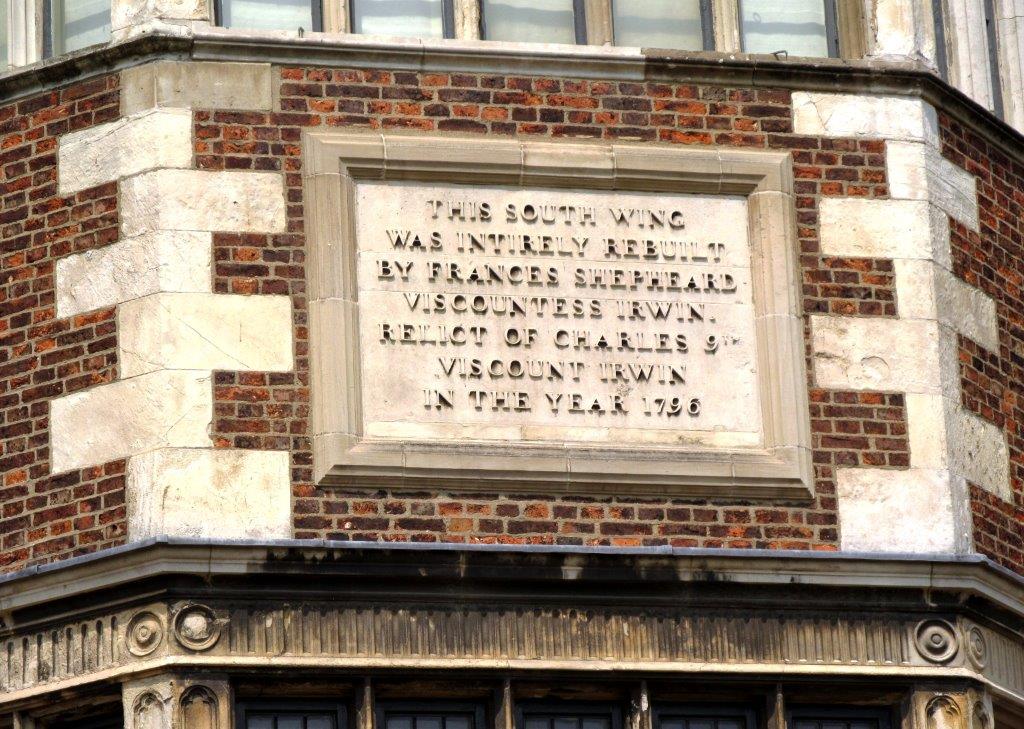 THIS SOUTH WING
WAS INTIRELY REBUILT
BY FRANCES SHEPHEARD
VISCOUNTESS IRWIN.
RELICT OF CHARLES 9TH
VISCOUNT IRWIN
IN THE YEAR 1796